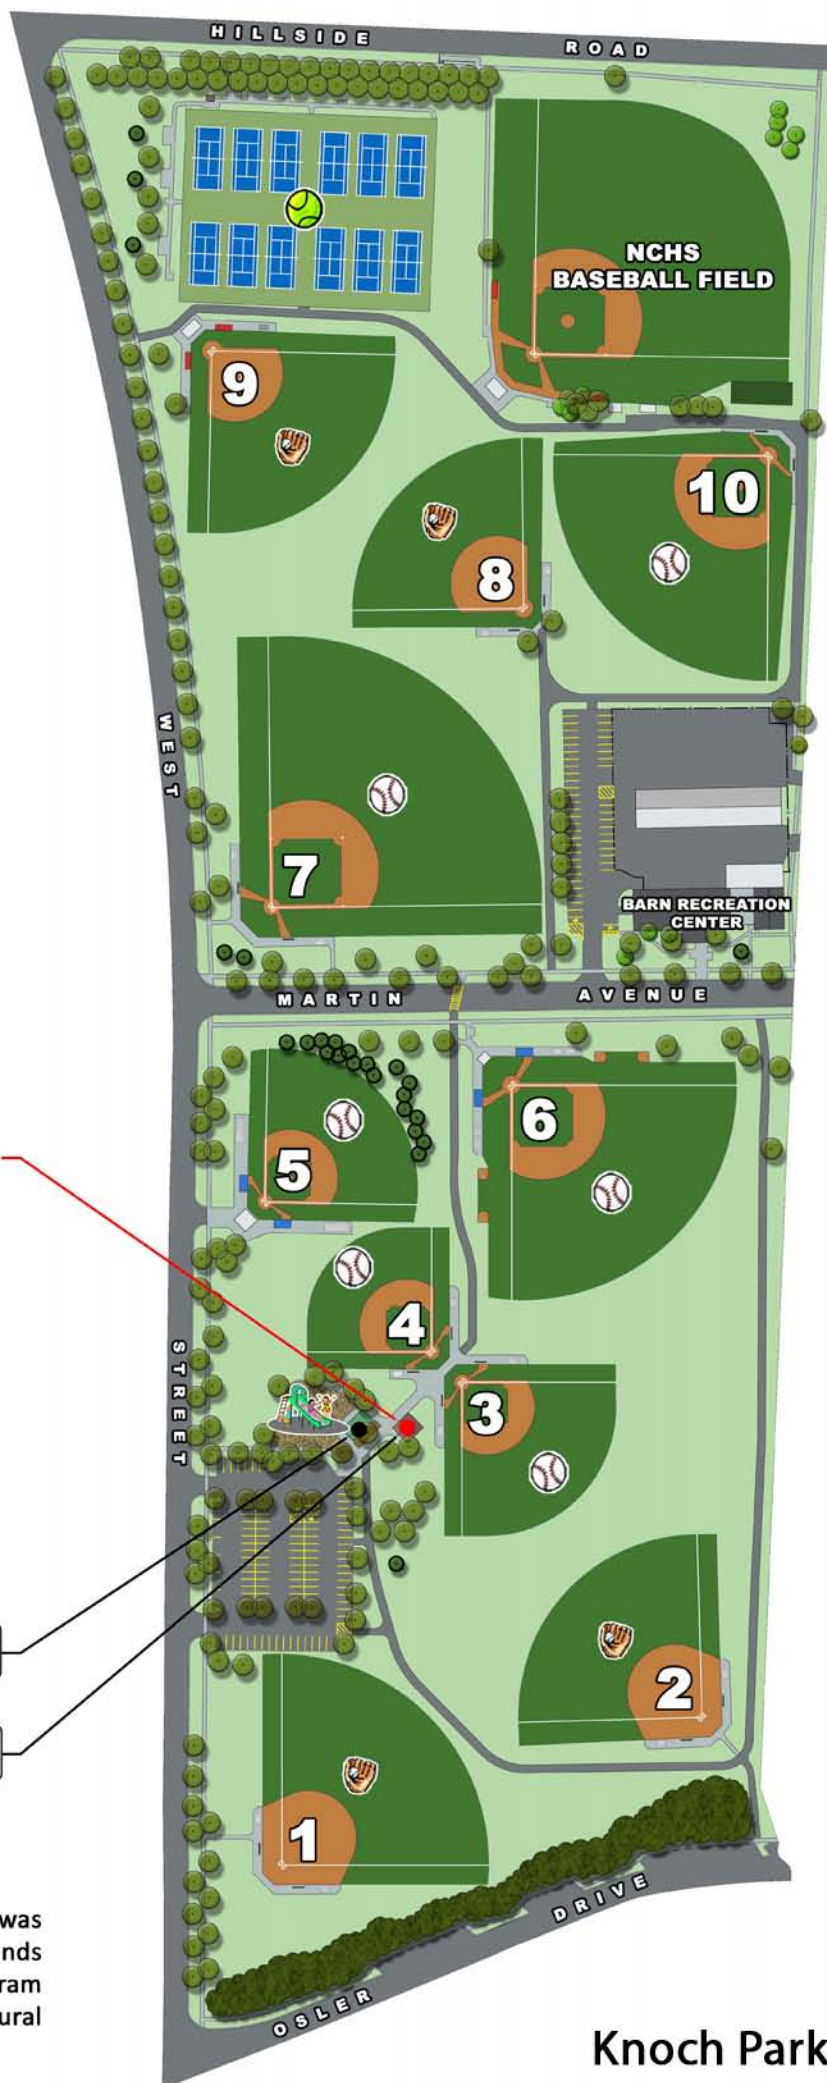 HILLSIDE ROAD
NCHS
BASEBALL FIELD
9
10
8
WEST
7
BARN RECREATION
CENTER
MARTIN AVENUE
6
5
4
STREET
3
2
1
DRIVE
OSLER
was
nds
ram
ural
Knoch Park